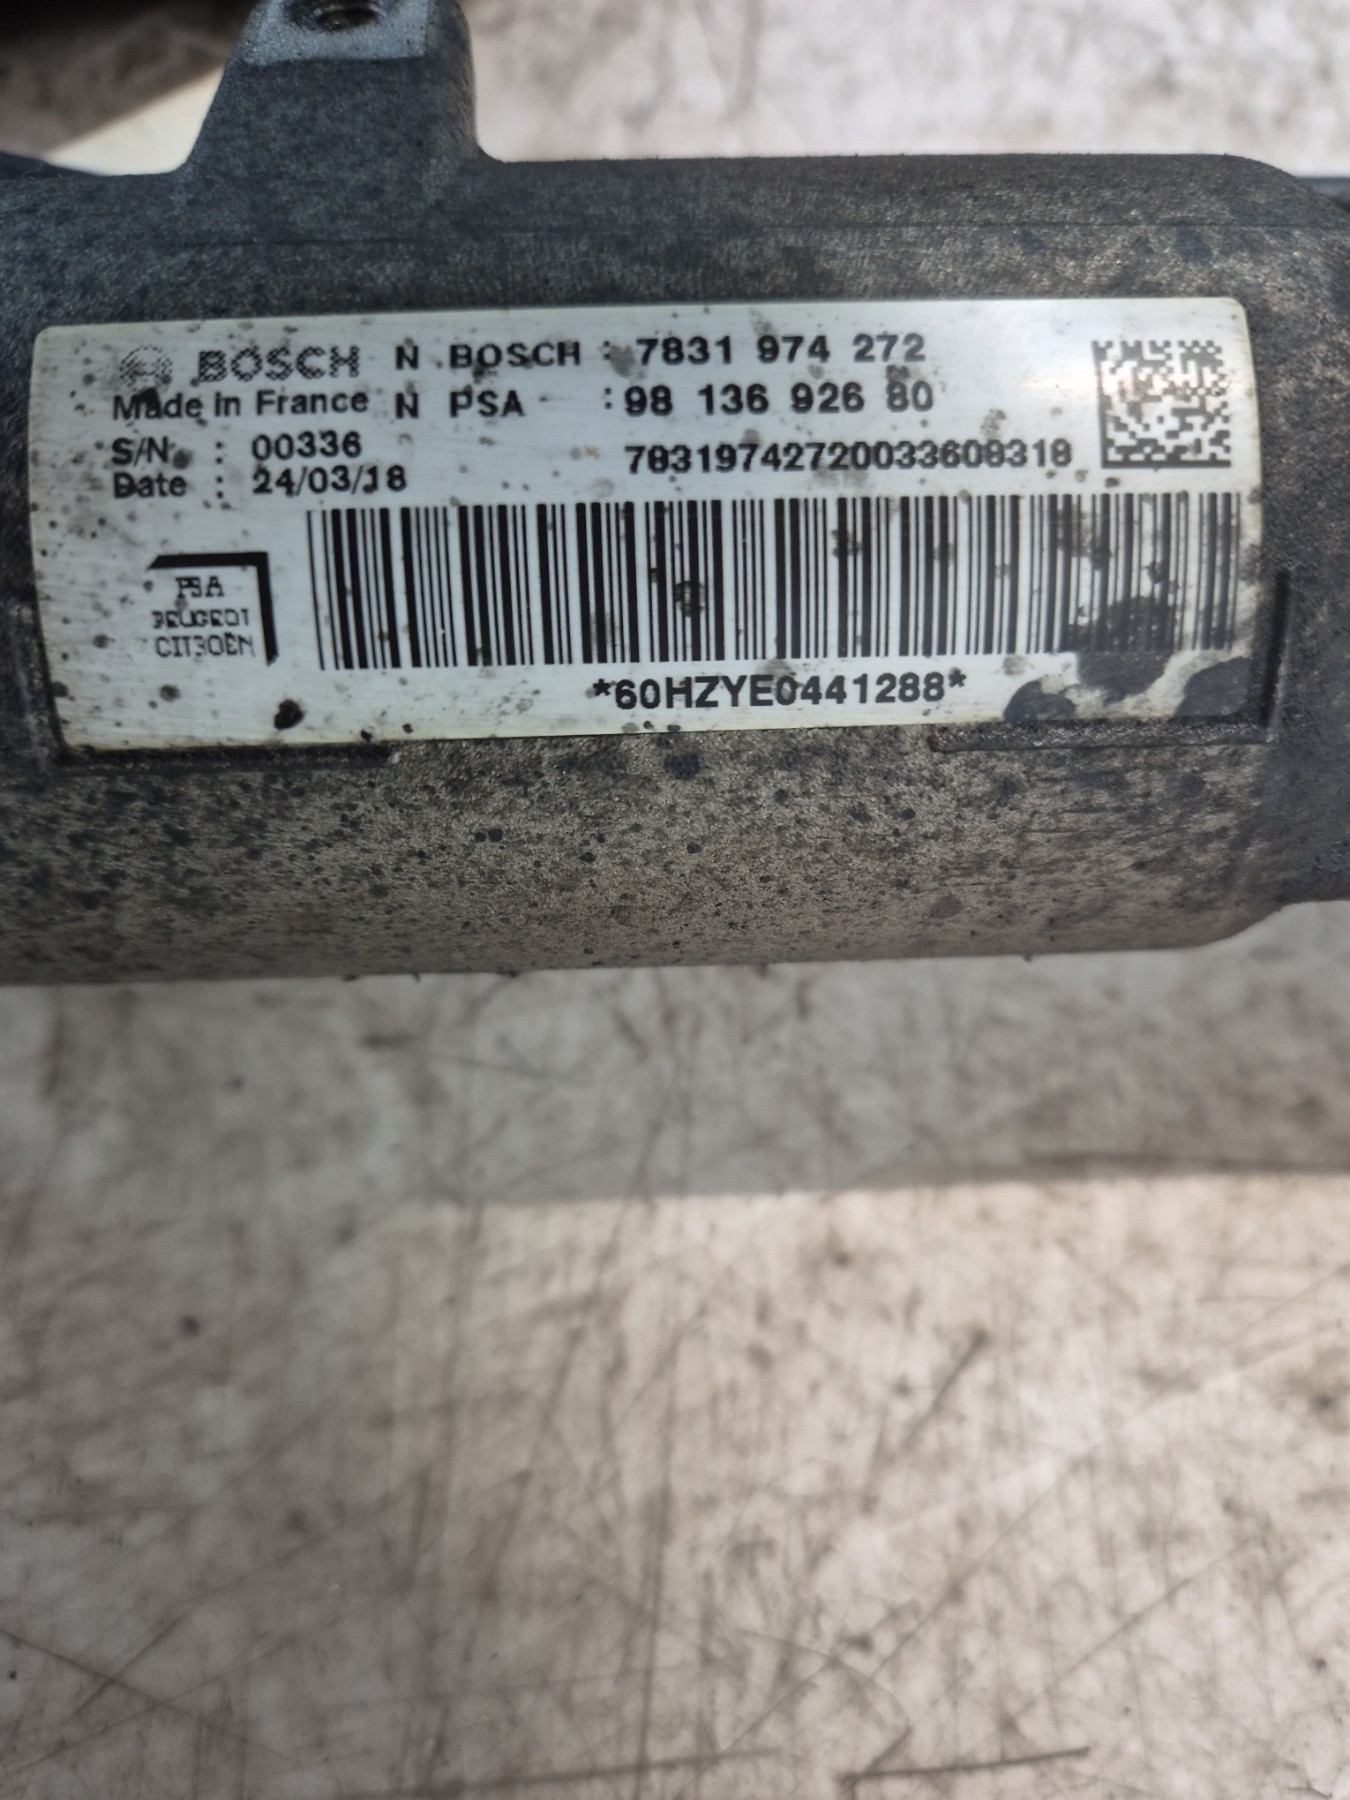 BOSCH N BOSCH : 7831 974 272
Made in France N PSA : 98 136 926 80
S/N : 00336
Date : 24/03/18
78319742720033608318
PSA
PEUGEOT
CITROËN
*60HZYE0441288*